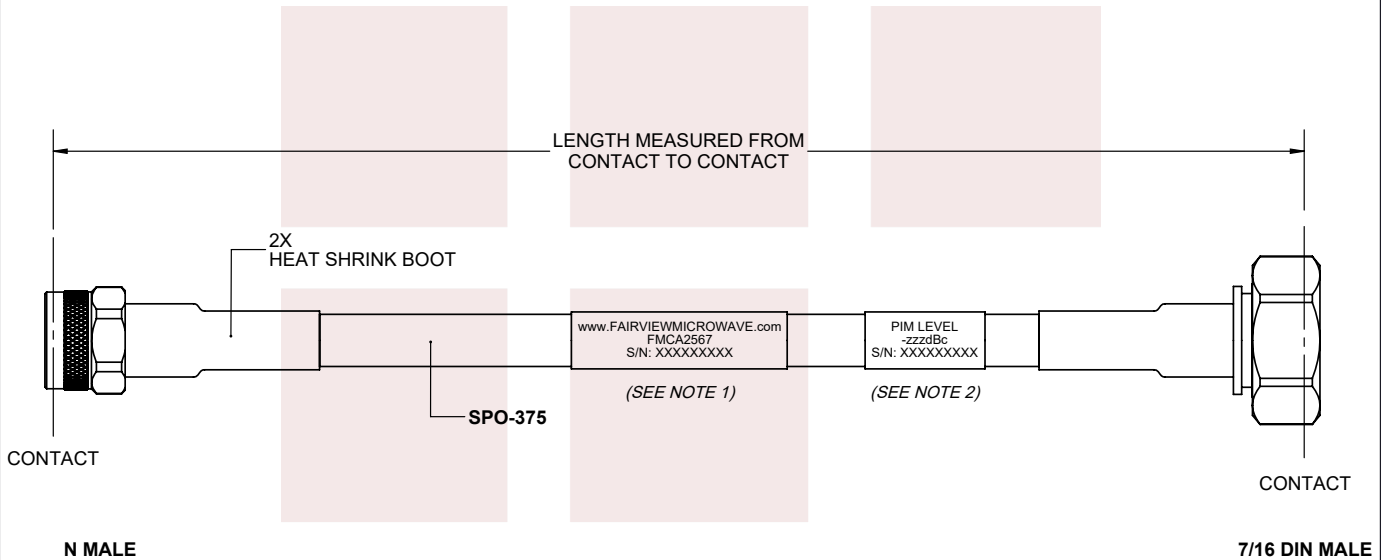 LENGTH MEASURED FROM
CONTACT TO CONTACT
2X
HEAT SHRINK BOOT
www.FAIRVIEWMICROWAVE.com
FMCA2567
S/N: XXXXXXXXX
PIM LEVEL
-zzzdBc
S/N: XXXXXXXXX
(SEE NOTE 1)
(SEE NOTE 2)
SPO-375
CONTACT
CONTACT
N MALE
7/16 DIN MALE